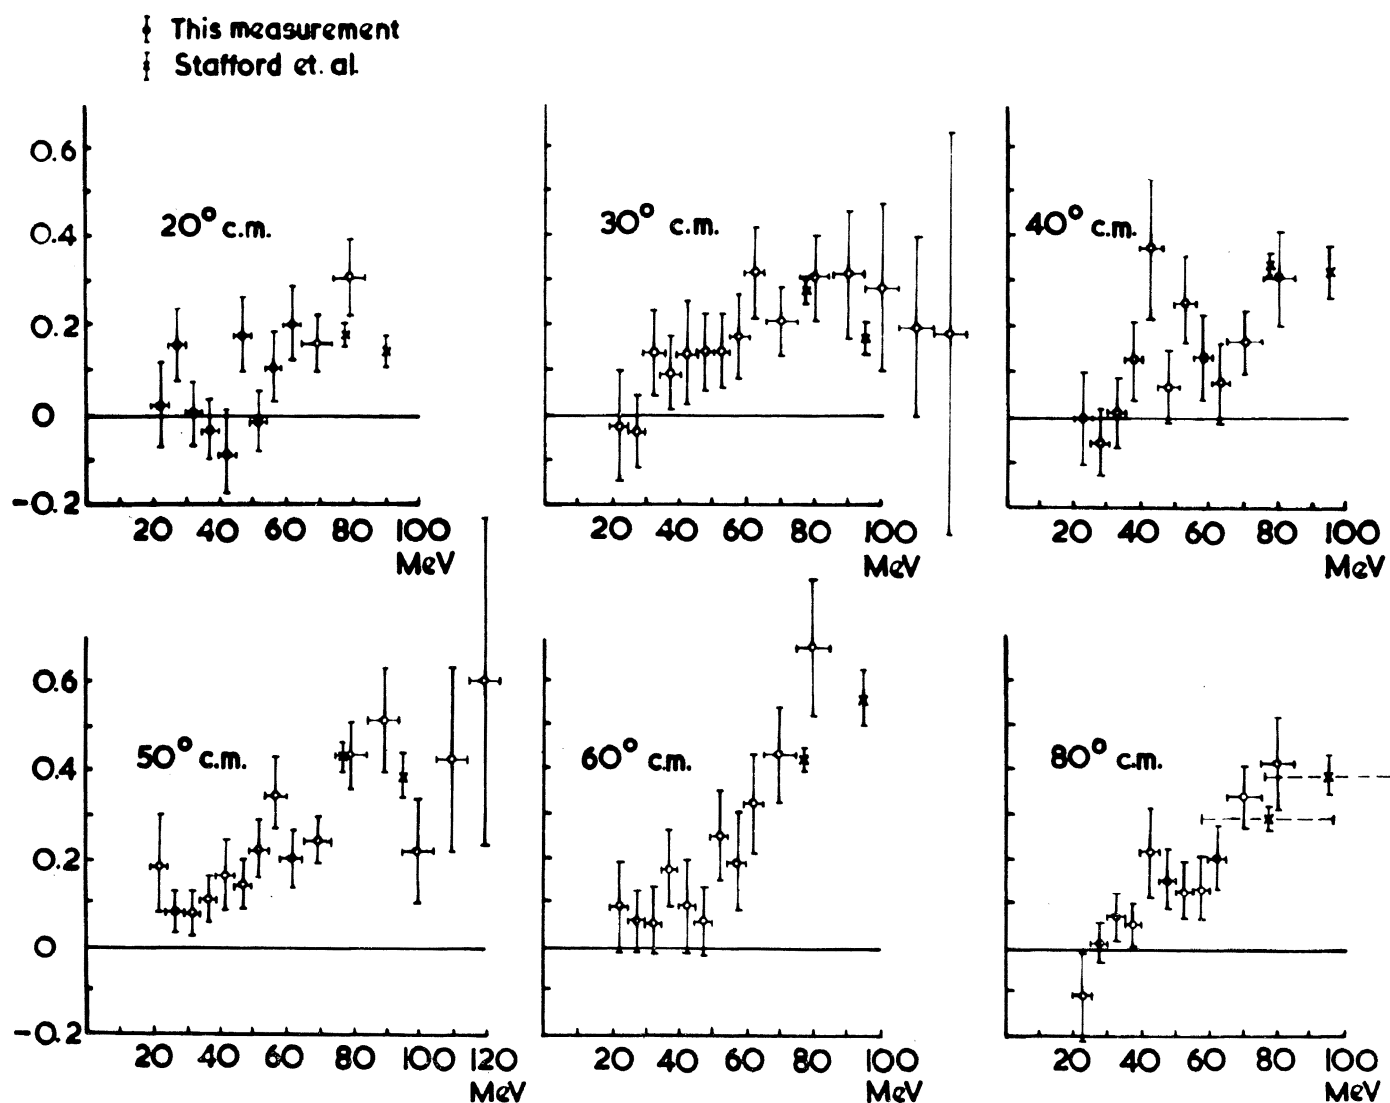 This measurement
Stafford et. al.
0.6
0.4
0.2
0
-0.2
20° c.m.
20 40 60 80 100
MeV
30° c.m.
20 40 60 80 100
MeV
40° c.m.
20 40 60 80 100
MeV
0.6
0.4
0.2
0
-0.2
50° c.m.
20 40 60 80 100 120
MeV
60° c.m.
20 40 60 80 100
MeV
80° c.m.
20 40 60 80 100
MeV